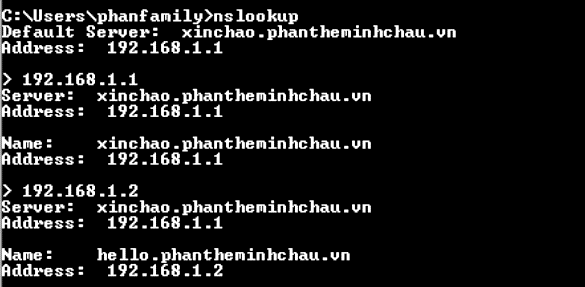 C:\Users\phanfamily>nslookup
Default Server:  xinchao.phantheminhchau.vn
Address:  192.168.1.1
> 192.168.1.1
Server:  xinchao.phantheminhchau.vn
Address:  192.168.1.1
Name:    xinchao.phantheminhchau.vn
Address:  192.168.1.1
> 192.168.1.2
Server:  xinchao.phantheminhchau.vn
Address:  192.168.1.1
Name:    hello.phantheminhchau.vn
Address:  192.168.1.2